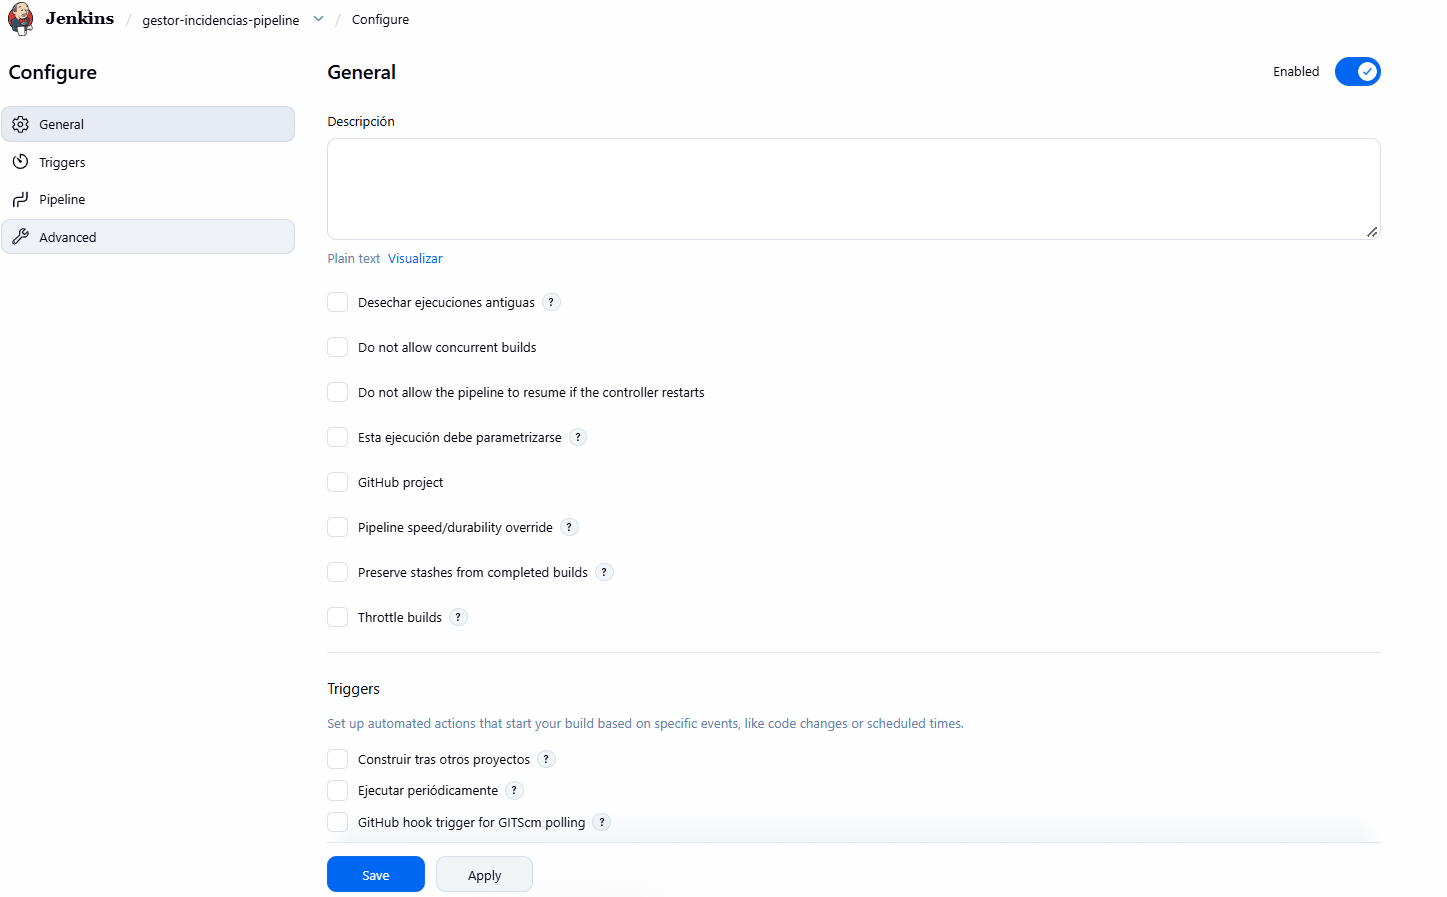 Jenkins / gestor-incidencias-pipeline / Configure
Configure
General
Triggers
Pipeline
Advanced
General
Enabled
Descripción
Plain text Visualizar
Desechar ejecuciones antiguas ?
Do not allow concurrent builds
Do not allow the pipeline to resume if the controller restarts
Esta ejecución debe parametrizarse ?
GitHub project
Pipeline speed/durability override ?
Preserve stashes from completed builds ?
Throttle builds ?
Triggers
Set up automated actions that start your build based on specific events, like code changes or scheduled times.
Construir tras otros proyectos ?
Ejecutar periódicamente ?
GitHub hook trigger for GITScm polling ?
Save
Apply